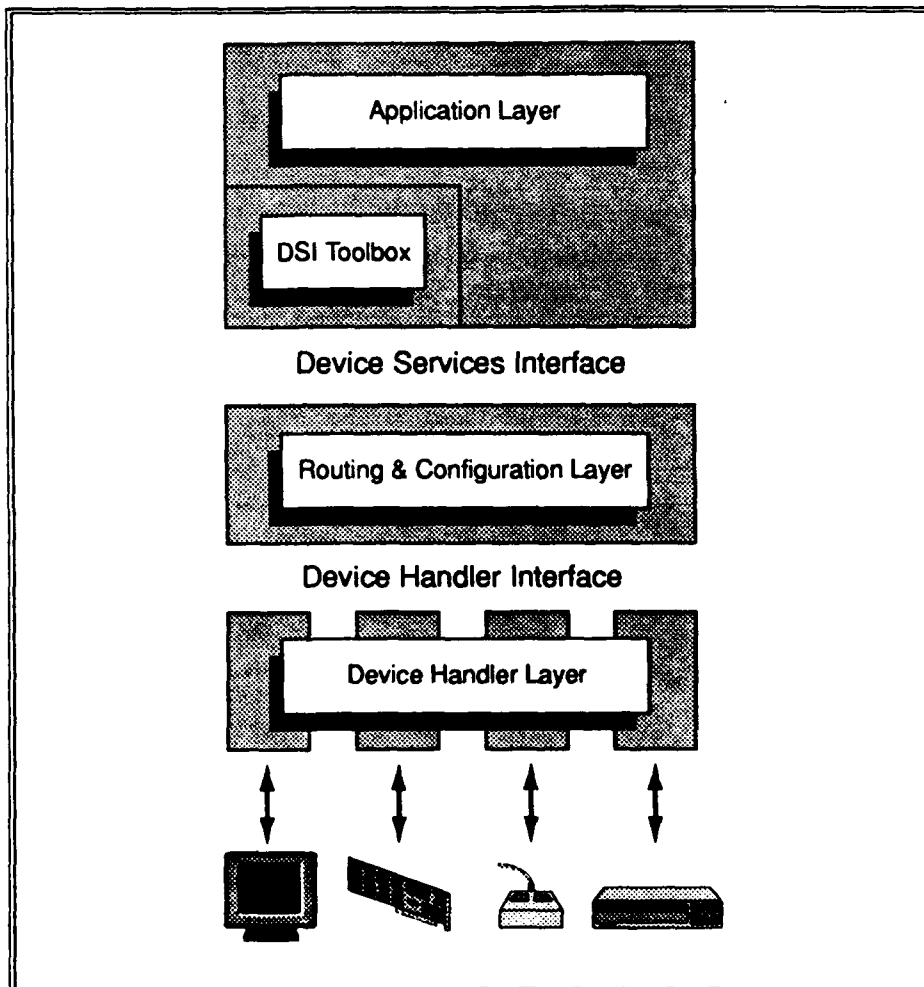 Application Layer
DSI Toolbox
Device Services Interface
Routing & Configuration Layer
Device Handler Interface
Device Handler Layer